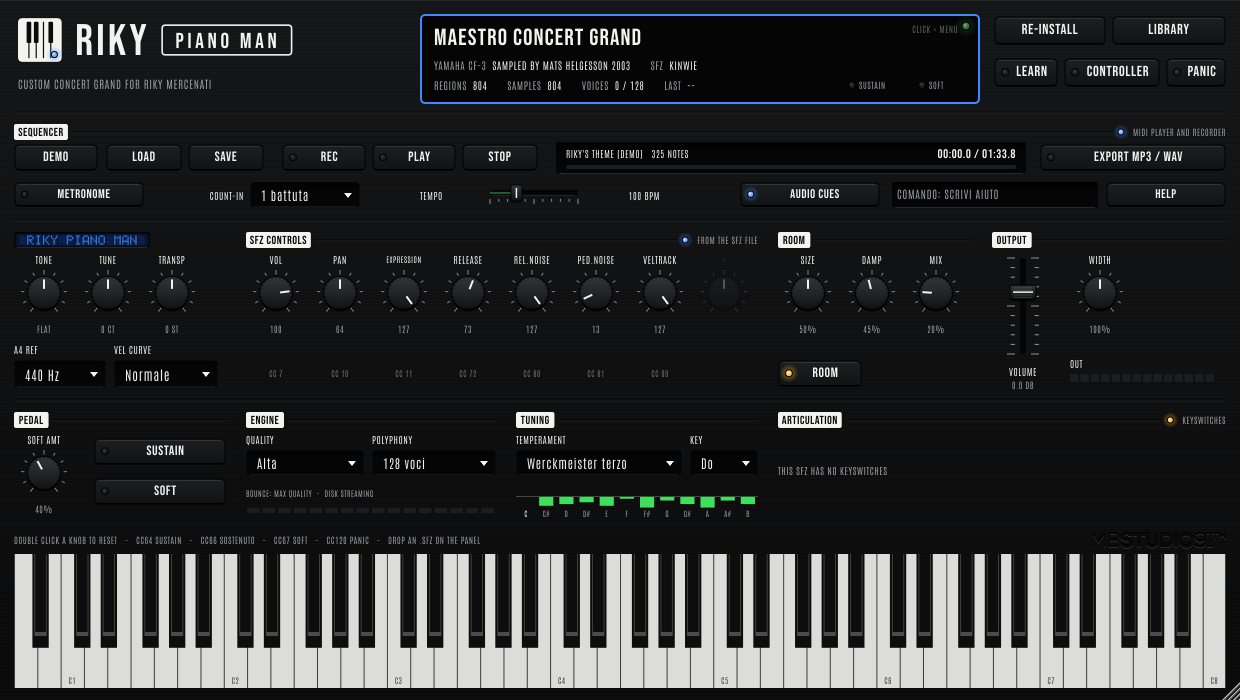 RIKY PIANO MAN
CUSTOM CONCERT GRAND FOR RIKY MERCENATI
MAESTRO CONCERT GRAND
CLICK = MENU
YAMAHA CF-3 SAMPLED BY MATS HELGESSON 2003 SFZ KINWIE
REGIONS 804 SAMPLES 804 VOICES 0 / 128 LAST --
SUSTAIN SOFT
RE-INSTALL LIBRARY
LEARN CONTROLLER PANIC
SEQUENCER
MIDI PLAYER AND RECORDER
DEMO LOAD SAVE REC PLAY STOP
RIKY'S THEME (DEMO) 325 NOTES 00:00.0 / 01:33.8
EXPORT MP3 / WAV
METRONOME COUNT-IN 1 battuta TEMPO 100 BPM AUDIO CUES COMANDO: SCRIVI AIUTO HELP
RIKY PIANO MAN
TONE TUNE TRANSP
FLAT 0 CT 0 ST
A4 REF VEL CURVE
440 Hz Normale
SFZ CONTROLS FROM THE SFZ FILE
VOL PAN EXPRESSION RELEASE REL.NOISE PED.NOISE VELTRACK -
100 64 127 73 127 13 127
CC 7 CC 10 CC 11 CC 72 CC 80 CC 81 CC 99
ROOM
SIZE DAMP MIX
50% 45% 20%
ROOM
OUTPUT
WIDTH
100%
VOLUME
0.0 DB
OUT
PEDAL
SOFT AMT
40%
SUSTAIN
SOFT
ENGINE
QUALITY POLYPHONY
Alta 128 voci
BOUNCE: MAX QUALITY - DISK STREAMING
TUNING
TEMPERAMENT KEY
Werckmeister terzo Do
C C# D D# E F F# G G# A A# B
ARTICULATION KEYSWITCHES
THIS SFZ HAS NO KEYSWITCHES
DOUBLE CLICK A KNOB TO RESET - CC64 SUSTAIN - CC66 SOSTENUTO - CC67 SOFT - CC120 PANIC - DROP AN .SFZ ON THE PANEL
C1 C2 C3 C4 C5 C6 C7 C8